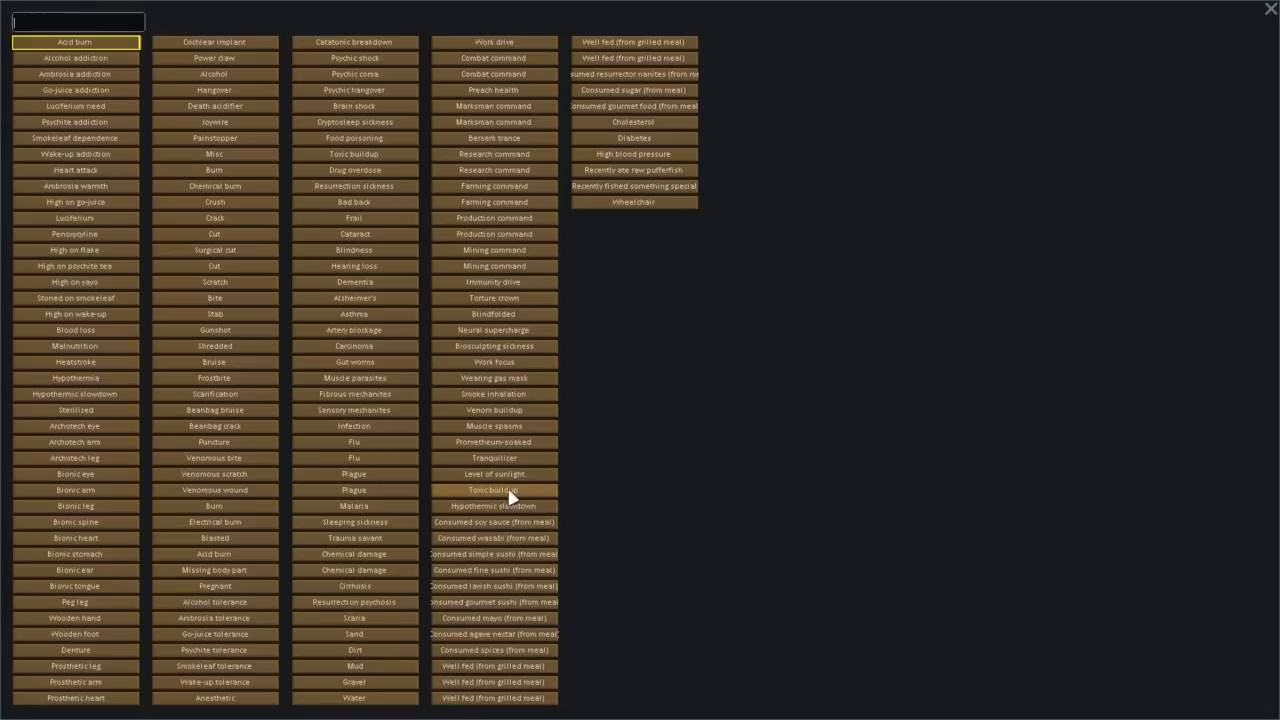 Acid burn
Alcohol addiction
Ambrosia addiction
Go-juice addiction
Luciferium need
Psychite addiction
Smokeleaf dependence
Wake-up addiction
Heart attack
Ambrosia warmth
High on go-juice
Luciferium
Penoxycyline
High on flake
High on psychite tea
High on yayo
Stoned on smokeleaf
High on wake-up
Blood loss
Malnutrition
Heatstroke
Hypothermia
Hypothermic slowdown
Sterilized
Archotech eye
Archotech arm
Archotech leg
Bionic eye
Bionic arm
Bionic leg
Bionic spine
Bionic heart
Bionic stomach
Bionic ear
Bionic tongue
Peg leg
Wooden hand
Wooden foot
Denture
Prosthetic leg
Prosthetic arm
Prosthetic heart
Cochlear implant
Power claw
Alcohol
Hangover
Death acidifier
Joywire
Painstopper
Misc
Burn
Chemical burn
Crush
Crack
Cut
Surgical cut
Cut
Scratch
Bite
Stab
Gunshot
Shredded
Bruise
Frostbite
Scarification
Beanbag bruise
Beanbag crack
Puncture
Venomous bite
Venomous scratch
Venomous wound
Burn
Electrical burn
Blasted
Acid burn
Missing body part
Pregnant
Alcohol tolerance
Ambrosia tolerance
Go-juice tolerance
Psychite tolerance
Smokeleaf tolerance
Wake-up tolerance
Anesthetic
Catatonic breakdown
Psychic shock
Psychic coma
Psychic hangover
Brain shock
Cryptosleep sickness
Food poisoning
Toxic buildup
Drug overdose
Resurrection sickness
Bad back
Frail
Cataract
Blindness
Hearing loss
Dementia
Alzheimer's
Asthma
Artery blockage
Carcinoma
Gut worms
Muscle parasites
Fibrous mechanites
Sensory mechanites
Infection
Flu
Flu
Plague
Plague
Malaria
Sleeping sickness
Trauma savant
Chemical damage
Chemical damage
Cirrhosis
Resurrection psychosis
Scaria
Sand
Dirt
Mud
Gravel
Water
Work drive
Combat command
Combat command
Preach health
Marksman command
Marksman command
Berserk trance
Research command
Research command
Farming command
Farming command
Production command
Production command
Mining command
Mining command
Immunity drive
Torture crown
Blindfolded
Neural supercharge
Biosculpting sickness
Work focus
Wearing gas mask
Smoke inhalation
Venom buildup
Muscle spasms
Prometheum-soaked
Tranquilizer
Level of sunlight
Toxic buildup
Hypothermic slowdown
Consumed soy sauce (from meal)
Consumed wasabi (from meal)
Consumed simple sushi (from meal
Consumed fine sushi (from meal)
Consumed lavish sushi (from meal)
onsumed gourmet sushi (from meal
Consumed mayo (from meal)
Consumed agave nectar (from meal)
Consumed spices (from meal)
Well fed (from grilled meal)
Well fed (from grilled meal)
Well fed (from grilled meal)
Well fed (from grilled meal)
Well fed (from grilled meal)
sumed resurrector nanites (from me
Consumed sugar (from meal)
onsumed gourmet food (from meal
Cholesterol
Diabetes
High blood pressure
Recently ate raw pufferfish
Recently fished something special
Wheelchair